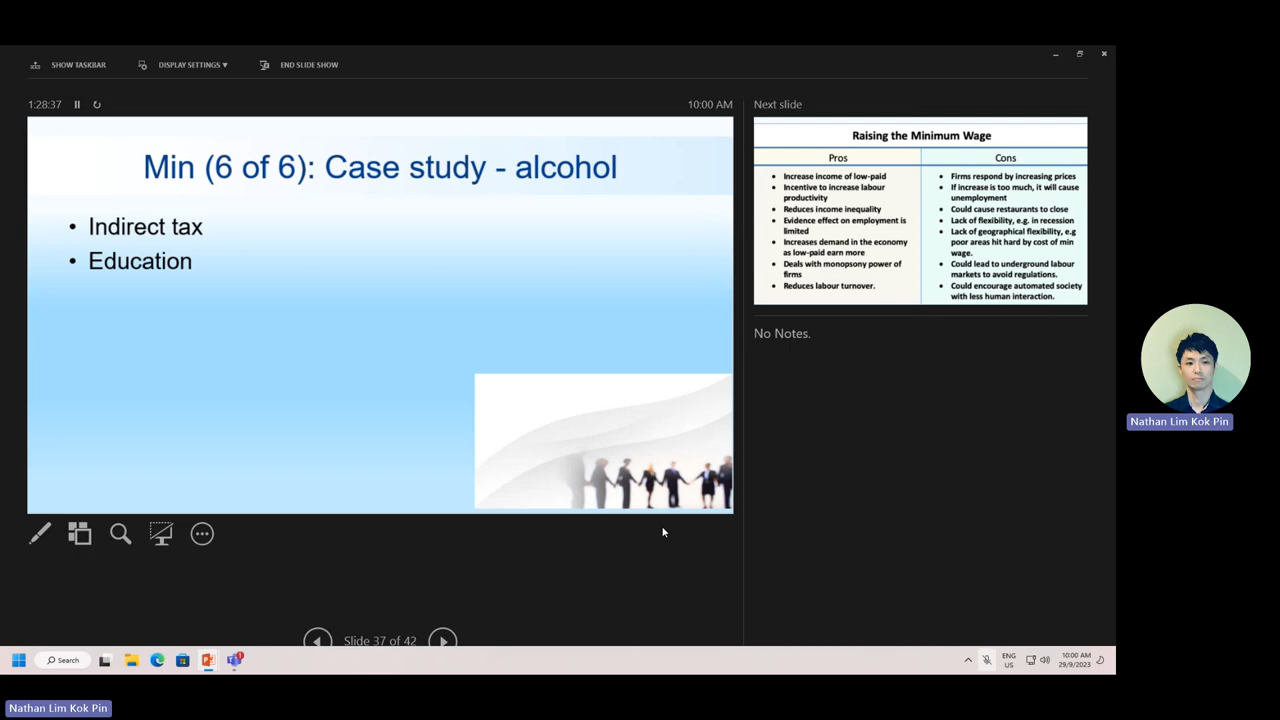 SHOW TASKBAR
DISPLAY SETTINGS ▼
END SLIDE SHOW
1:28:37
10:00 AM
Min (6 of 6): Case study - alcohol
• Indirect tax
• Education
Slide 37 of 42
Next slide
Raising the Minimum Wage
Pros
• Increase income of low-paid
• Incentive to increase labour
productivity
• Reduces income inequality
• Evidence effect on employment is
limited
• Increases demand in the economy
as low-paid earn more
• Deals with monopsony power of
firms
• Reduces labour turnover.
Cons
• Firms respond by increasing prices
• If increase is too much, it will cause
unemployment
• Could cause restaurants to close
• Lack of flexibility, e.g. in recession
• Lack of geographical flexibility, e.g
poor areas hit hard by cost of min
wage.
• Could lead to underground labour
markets to avoid regulations.
• Could encourage automated society
with less human interaction.
No Notes.
Nathan Lim Kok Pin
Search
1
ENG
US
10:00 AM
29/9/2023
Nathan Lim Kok Pin